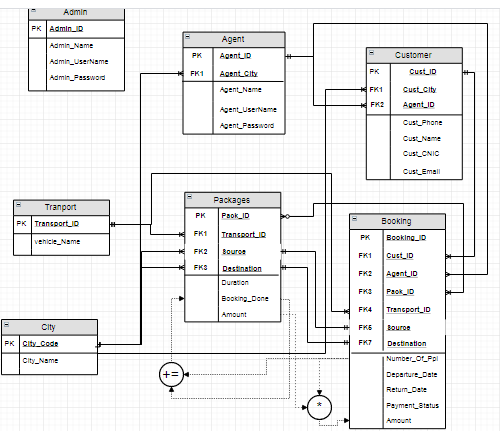 Admin
PK Admin_ID
Admin_Name
Admin_UserName
Admin_Password
Agent
PK Agent_ID
FK1 Agent_City
Agent_Name
Agent_UserName
Agent_Password
Customer
PK Cust_ID
FK1 Cust_City
FK2 Agent_ID
Cust_Phone
Cust_Name
Cust_CNIC
Cust_Email
Tranport
PK Transport_ID
vehicle_Name
Packages
PK Pack_ID
FK1 Transport_ID
FK2 Source
FK3 Destination
Duration
Booking_Done
Amount
Booking
PK Booking_ID
FK1 Cust_ID
FK2 Agent_ID
FK3 Pack_ID
FK4 Transport_ID
FK5 Source
FK7 Destination
Number_Of_Ppl
Departure_Date
Return_Date
Payment_Status
Amount
City
PK City_Code
City_Name
+=
*